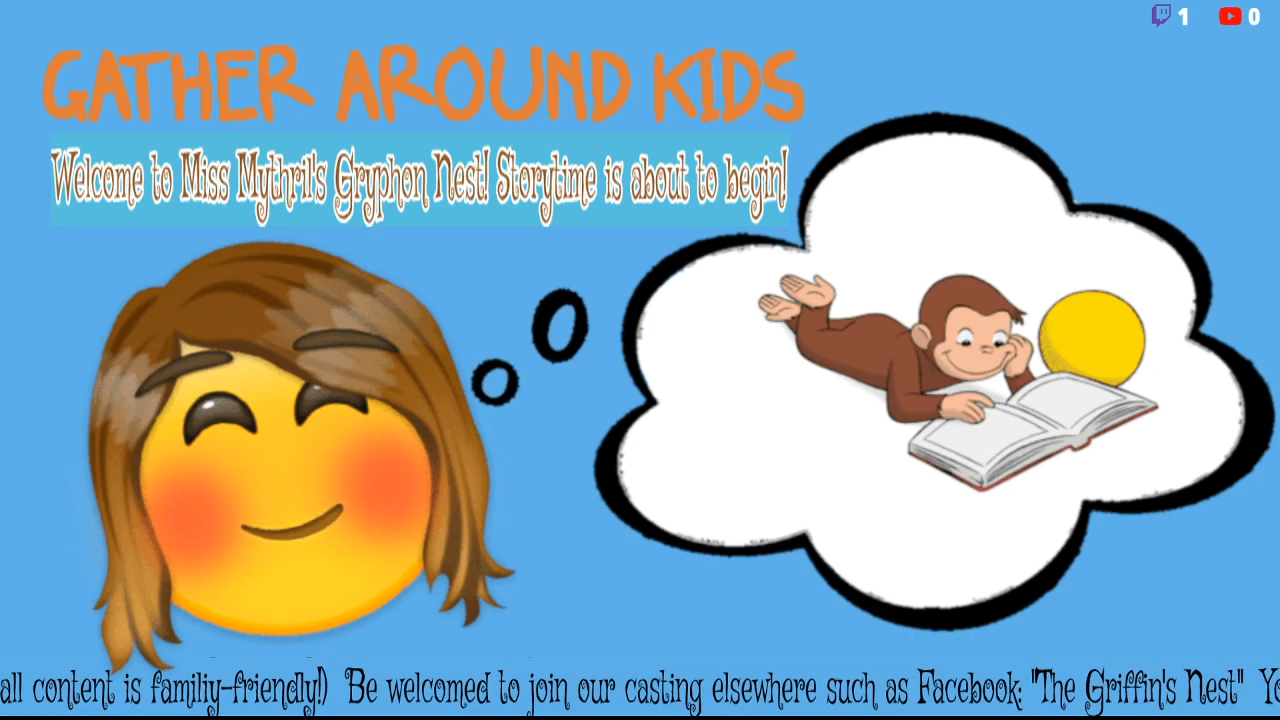 1 0
GATHER AROUND KIDS
Welcome to Miss Mythril's Gryphon Nest! Storytime is about to begin!
all content is familiy-friendly!) Be welcomed to join our casting elsewhere such as Facebook: "The Griffin's Nest" Yo